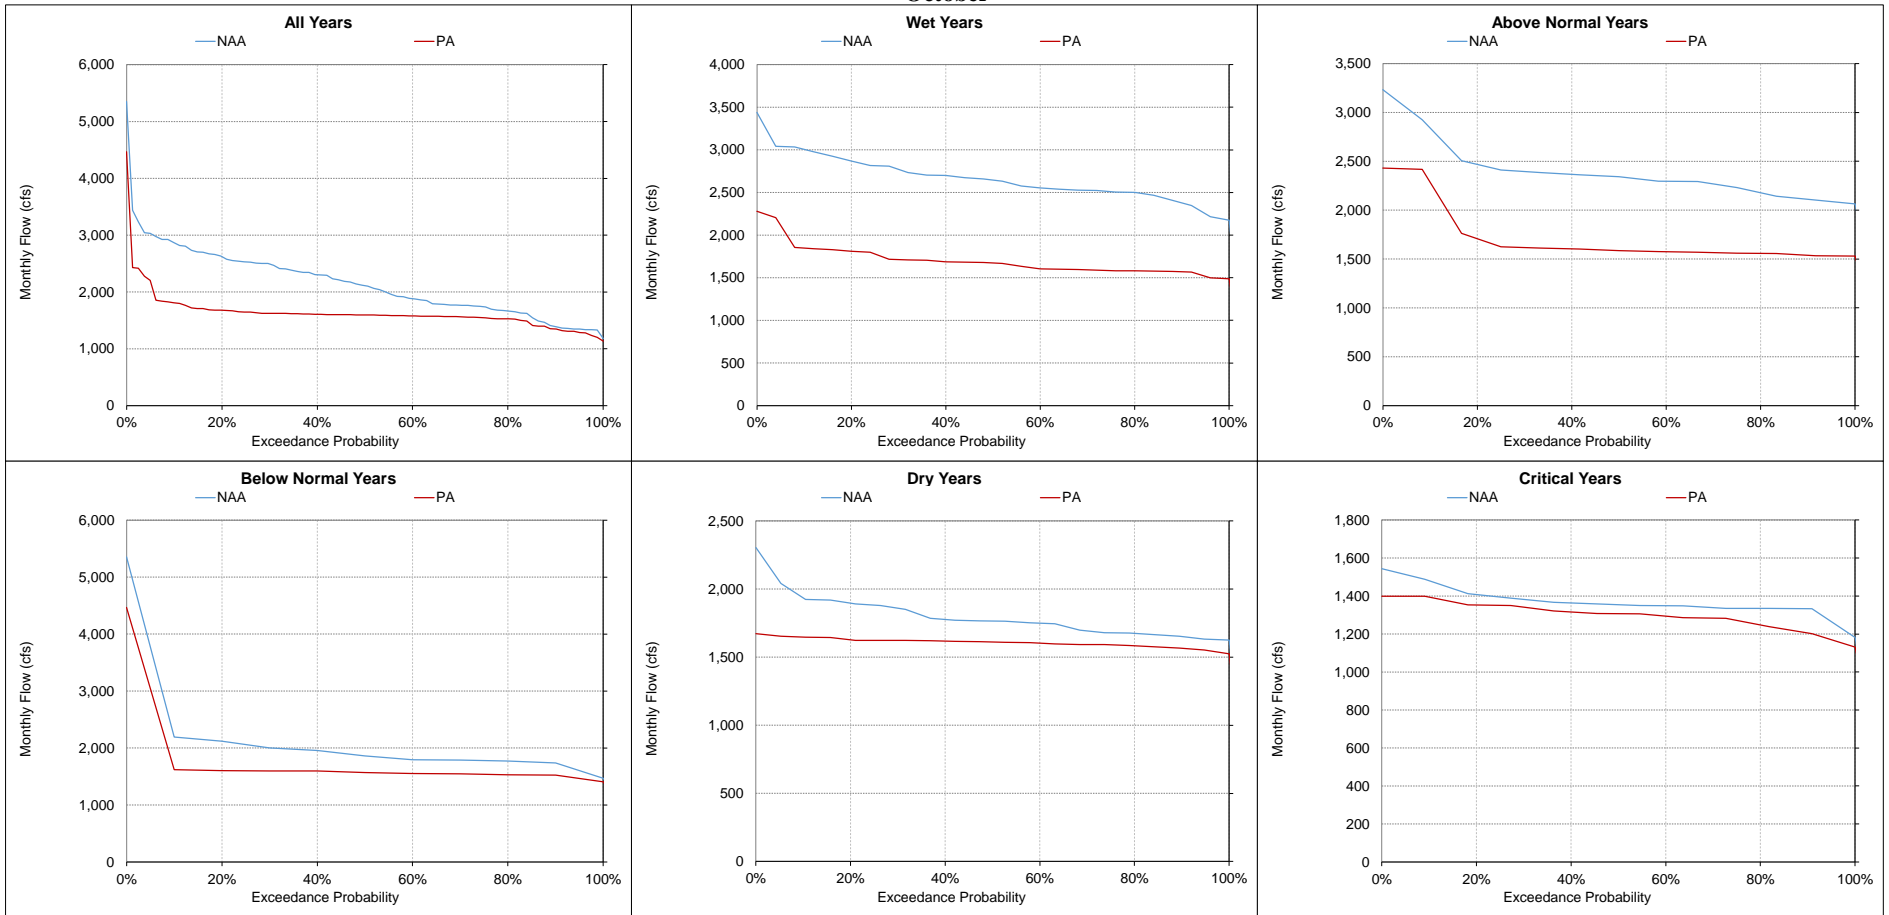 All Years
NAA PA
6,000
5,000
4,000
3,000
2,000
1,000
0
Monthly Flow (cfs)
0% 20% 40% 60% 80% 100%
Exceedance Probability
Wet Years
NAA PA
4,000
3,500
3,000
2,500
2,000
1,500
1,000
500
0
Monthly Flow (cfs)
0% 20% 40% 60% 80% 100%
Exceedance Probability
Above Normal Years
NAA PA
3,500
3,000
2,500
2,000
1,500
1,000
500
0
Monthly Flow (cfs)
0% 20% 40% 60% 80% 100%
Exceedance Probability
Below Normal Years
NAA PA
6,000
5,000
4,000
3,000
2,000
1,000
0
Monthly Flow (cfs)
0% 20% 40% 60% 80% 100%
Exceedance Probability
Dry Years
NAA PA
2,500
2,000
1,500
1,000
500
0
Monthly Flow (cfs)
0% 20% 40% 60% 80% 100%
Exceedance Probability
Critical Years
NAA PA
1,800
1,600
1,400
1,200
1,000
800
600
400
200
0
Monthly Flow (cfs)
0% 20% 40% 60% 80% 100%
Exceedance Probability